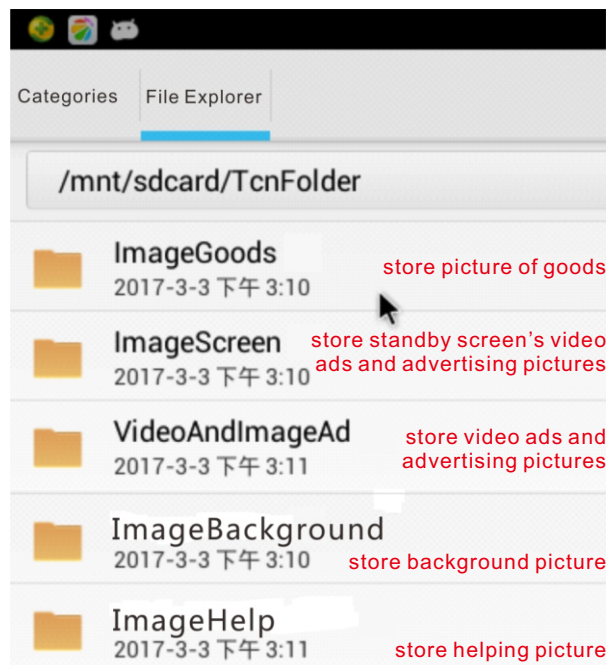 Categories
File Explorer
/mnt/sdcard/TcnFolder
ImageGoods
2017-3-3 下午 3:10
store picture of goods
ImageScreen
2017-3-3 下午 3:10
store standby screen's video
ads and advertising pictures
VideoAndImageAd
2017-3-3 下午 3:11
store video ads and
advertising pictures
ImageBackground
2017-3-3 下午 3:10
store background picture
ImageHelp
2017-3-3 下午 3:11
store helping picture